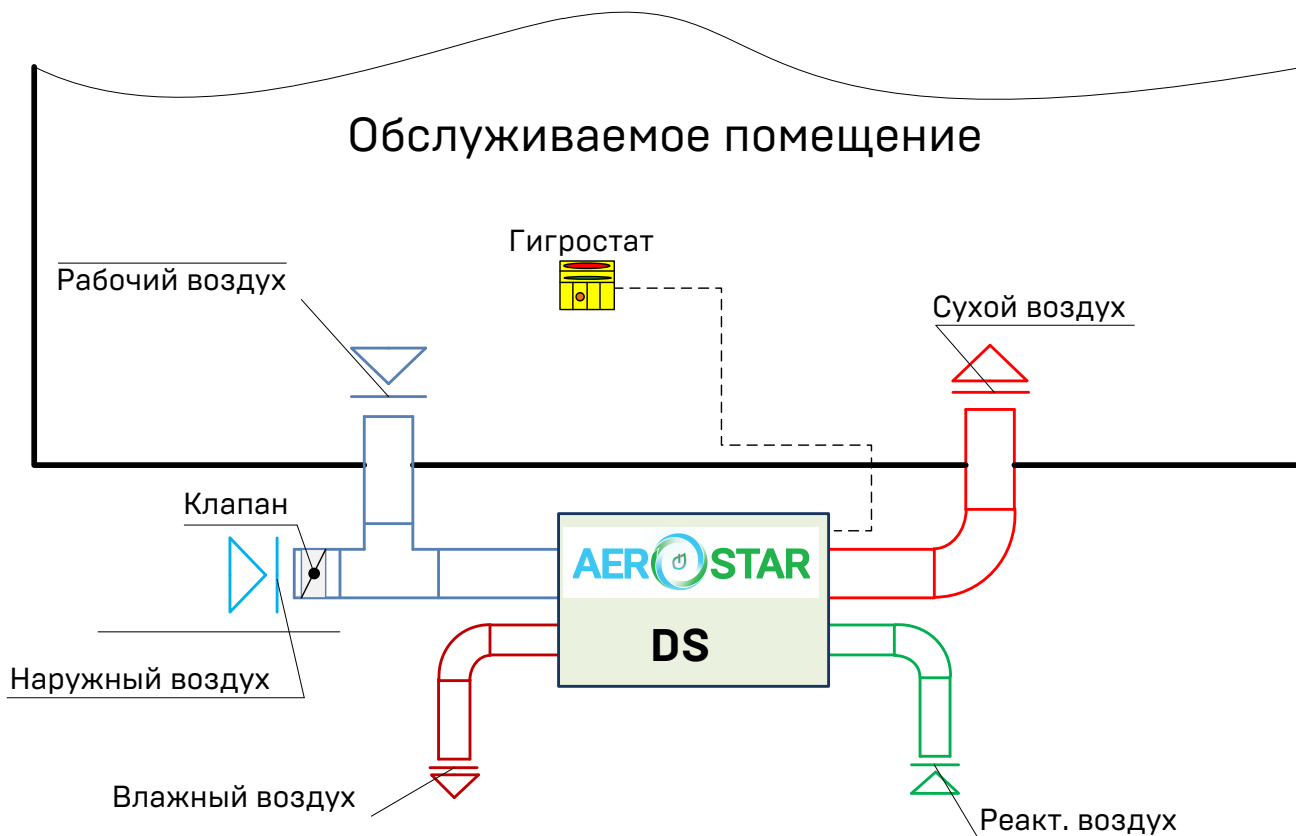 Обслуживаемое помещение
Гигростат
Рабочий воздух
Сухой воздух
Клапан
AEROSTAR
DS
Наружный воздух
Влажный воздух
Реакт. воздух